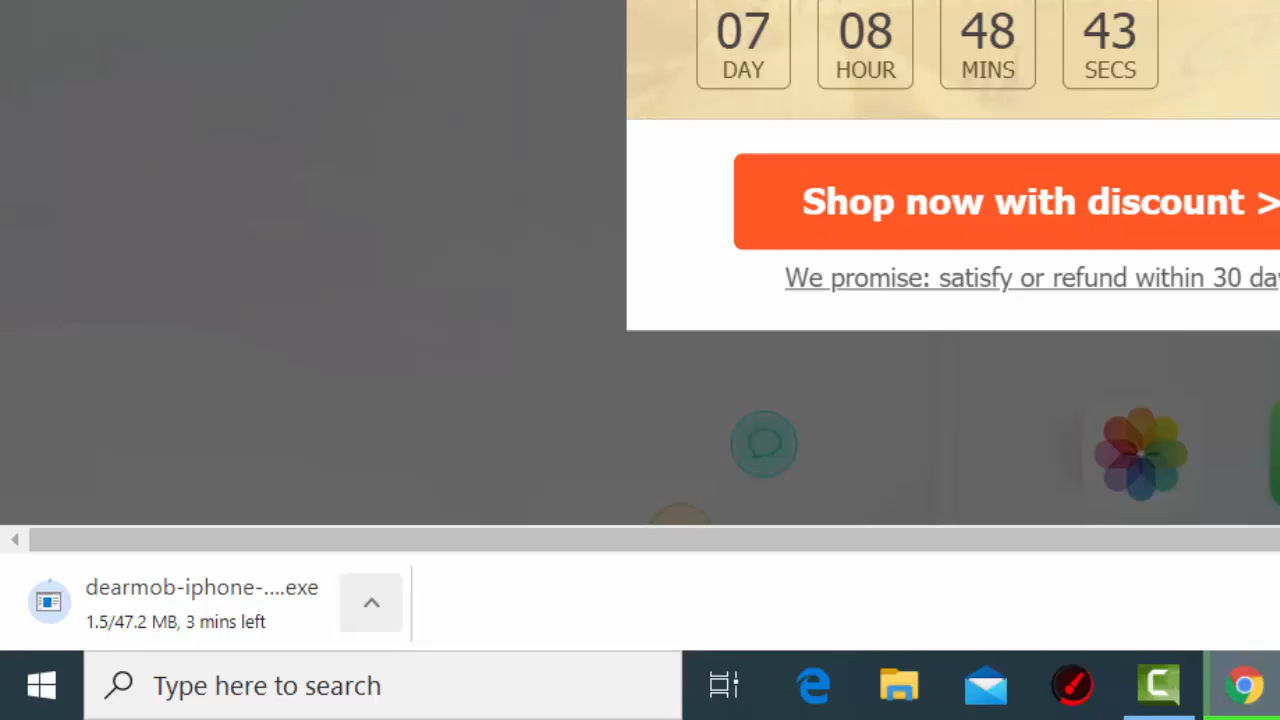 07 08 48 43
DAY HOUR MINS SECS
Shop now with discount >
We promise: satisfy or refund within 30 da
dearmob-iphone-....exe
1.5/47.2 MB, 3 mins left
Type here to search